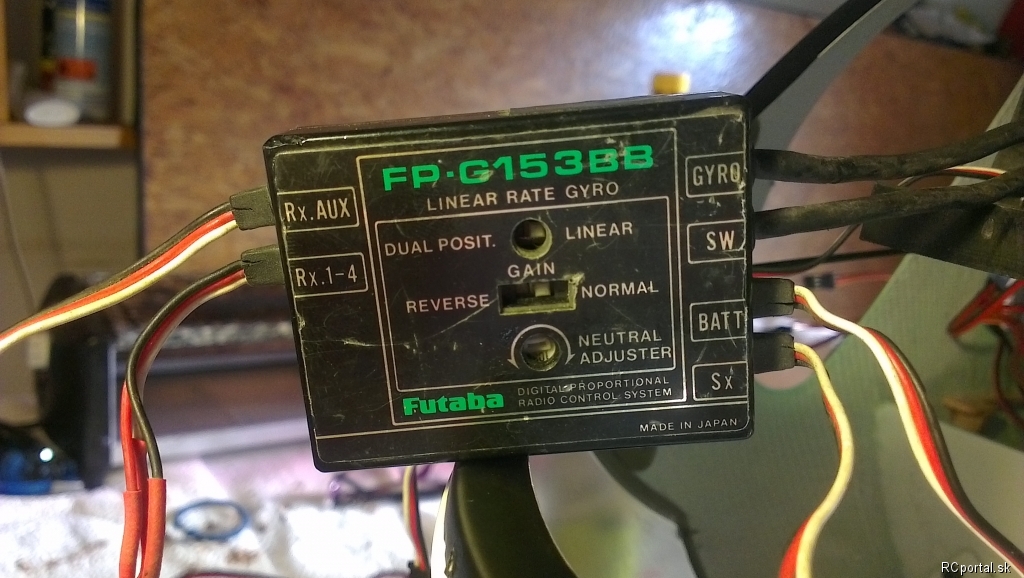 FP-G153BB
LINEAR RATE GYRO
Rx.AUX
Rx.1-4
DUAL POSIT.
LINEAR
GAIN
REVERSE
NORMAL
NEUTRAL
ADJUSTER
Futaba
DIGITAL PROPORTIONAL
RADIO CONTROL SYSTEM
GYRO
SW
BATT
Sx
MADE IN JAPAN
RCportal.sk